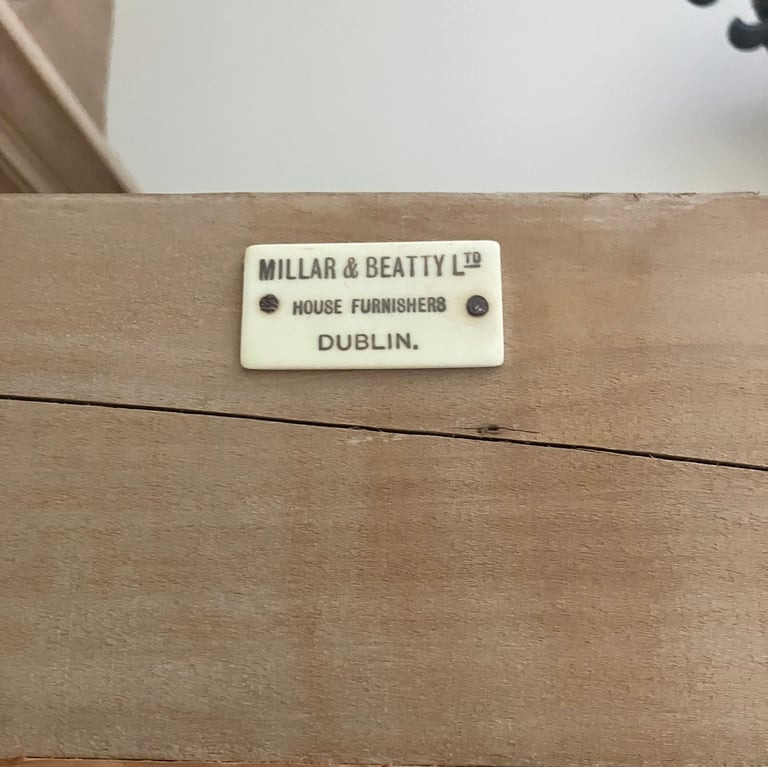 MILLAR & BEATTY LTD
HOUSE FURNISHERS
DUBLIN.